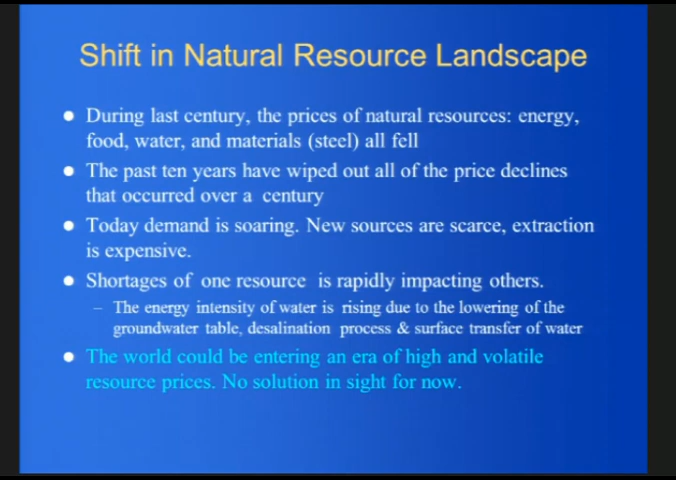 Shift in Natural Resource Landscape
● During last century, the prices of natural resources: energy,
food, water, and materials (steel) all fell
● The past ten years have wiped out all of the price declines
that occurred over a century
● Today demand is soaring. New sources are scarce, extraction
is expensive.
● Shortages of one resource is rapidly impacting others.
– The energy intensity of water is rising due to the lowering of the
groundwater table, desalination process & surface transfer of water
● The world could be entering an era of high and volatile
resource prices. No solution in sight for now.